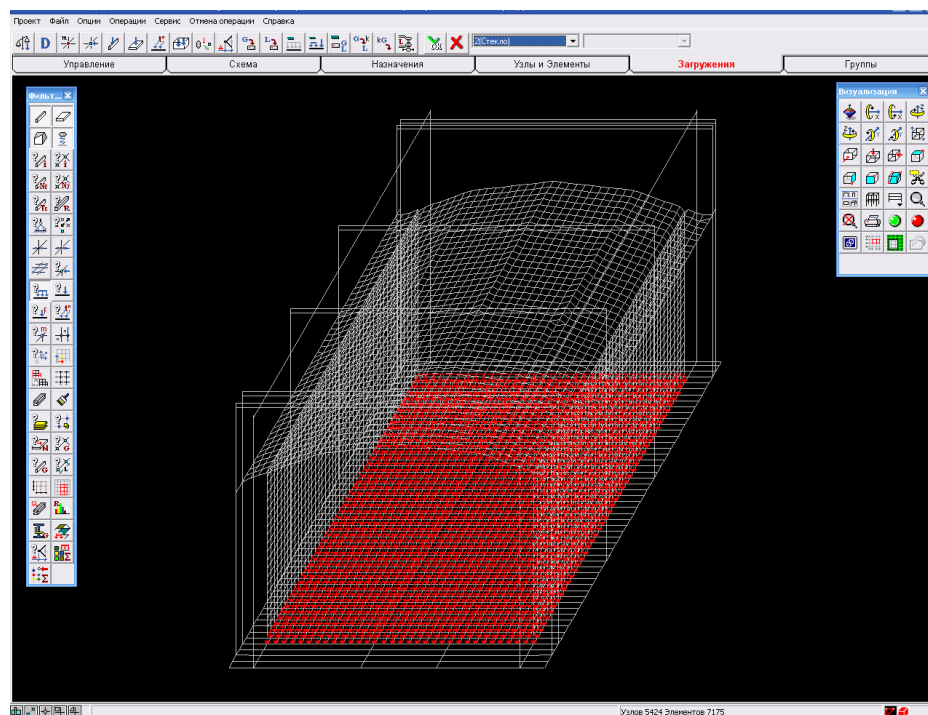 Проект Файл Опции Операции Сервис Отмена операции Справка
2(Стекло)
Управление Схема Назначения Узлы и Элементы Загружения Группы
Фильт...
Визуализация
Узлов 5424 Элементов 7175